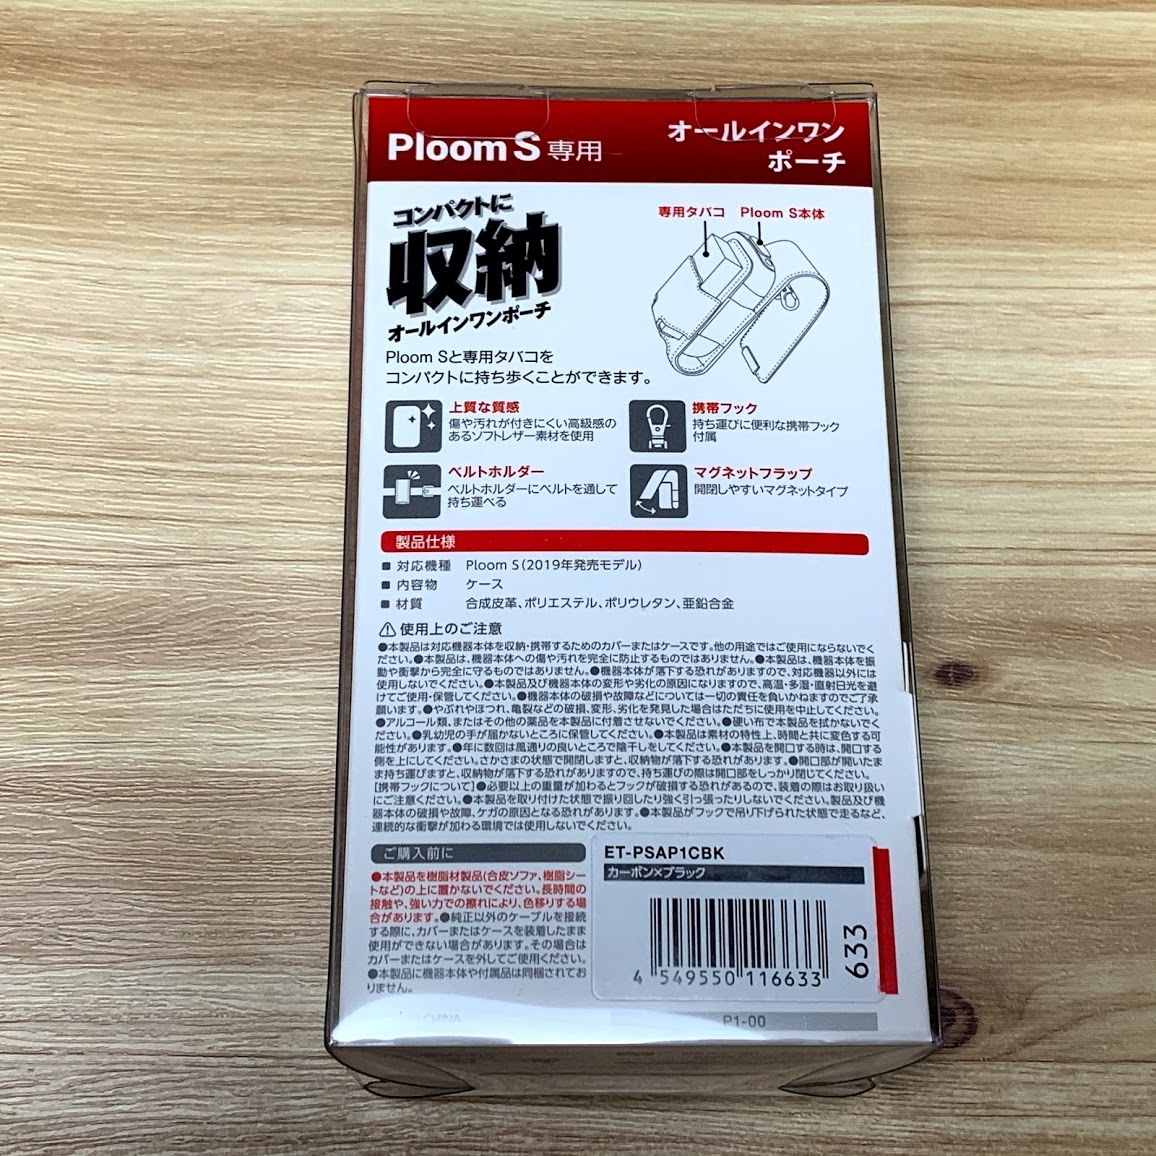 Ploom S 専用
オールインワン
ポーチ
コンパクトに
収納
オールインワンポーチ
専用タバコ Ploom S本体
Ploom Sと専用タバコを
コンパクトに持ち歩くことができます。
上質な質感
傷や汚れが付きにくい高級感の
あるソフトレザー素材を使用
携帯フック
持ち運びに便利な携帯フック
付属
ベルトホルダー
ベルトホルダーにベルトを通して
持ち運べる
マグネットフラップ
開閉しやすいマグネットタイプ
製品仕様
■ 対応機種 Ploom S(2019年発売モデル)
■ 内容物 ケース
■ 材質 合成皮革、ポリエステル、ポリウレタン、亜鉛合金
⚠ 使用上のご注意
●本製品は対応機器本体を収納・携帯するためのカバーまたはケースです。他の用途ではご使用にならないでく
ださい。●本製品は、機器本体への傷や汚れを完全に防止するものではありません。●本製品は、機器本体を振
動や衝撃から完全に守るものではありません。●機器本体が落下する恐れがありますので、対応機器以外には
使用しないでください。●本製品及び機器本体の変形や劣化の原因になりますので、高温・多湿・直射日光を避
けてご使用・保管してください。●機器本体の破損や故障などについては一切の責任を負いかねますのでご了承
願います。●やぶれやほつれ、亀裂などの破損、変形、劣化を発見した場合はただちに使用を中止してください。
●アルコール類、またはその他の薬品を本製品に付着させないでください。●硬い布で本製品を拭かないでく
ださい。●乳幼児の手が届かないところに保管してください。●本製品は素材の特性上、時間と共に変色する可
能性があります。●年に数回は風通りの良いところで陰干しをしてください。●本製品を開口する時は、開口する
側を上にしてください。さかさまの状態で開閉しますと、収納物が落下する恐れがあります。●開口部が開いたま
ま持ち運びますと、収納物が落下する恐れがありますので、持ち運びの際は開口部をしっかり閉じてください。
[携帯フックについて]●必要以上の重量が加わるとフックが破損する恐れがあるので、装着の際はお取り扱い
にご注意ください。●本製品を取り付けた状態で振り回したり強く引っ張ったりしないでください。製品及び機
器本体の破損や故障、ケガの原因となる恐れがあります。●本製品がフックで吊り下げられた状態で走るなど、
連続的な衝撃が加わる環境では使用しないでください。
ご購入前に
●本製品を樹脂材製品(合皮ソファ、樹脂シー
トなど)の上に置かないでください。長時間の
接触や、強い力での擦れにより、色移りする場
合があります。●純正以外のケーブルを接続
する際に、カバーまたはケースを装着したまま
使用ができない場合があります。その場合は
カバーまたはケースを外してご使用ください。
●本製品に機器本体や付属品は同梱されてお
りません。
ET-PSAP1CBK
カーボン×ブラック
4 549550 116633
633
CHINA
P1-00